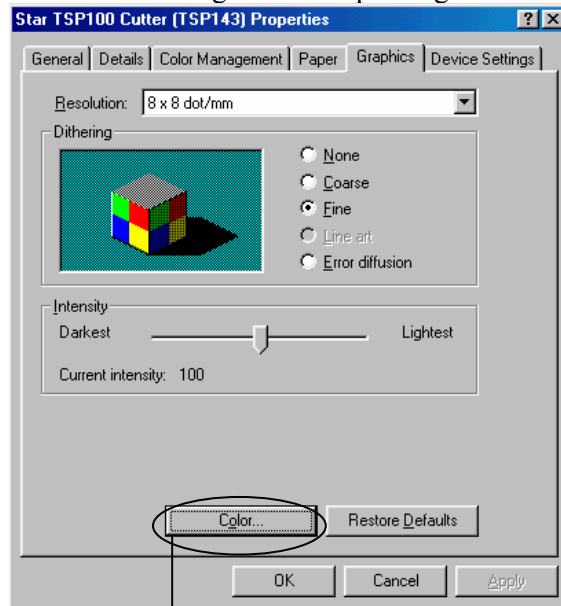 Star TSP100 Cutter (TSP143) Properties
General Details Color Management Paper Graphics Device Settings
Resolution: 8 x 8 dot/mm
Dithering
None
Coarse
Fine
Line art
Error diffusion
Intensity
Darkest Lightest
Current intensity: 100
Color... Restore Defaults
OK Cancel Apply